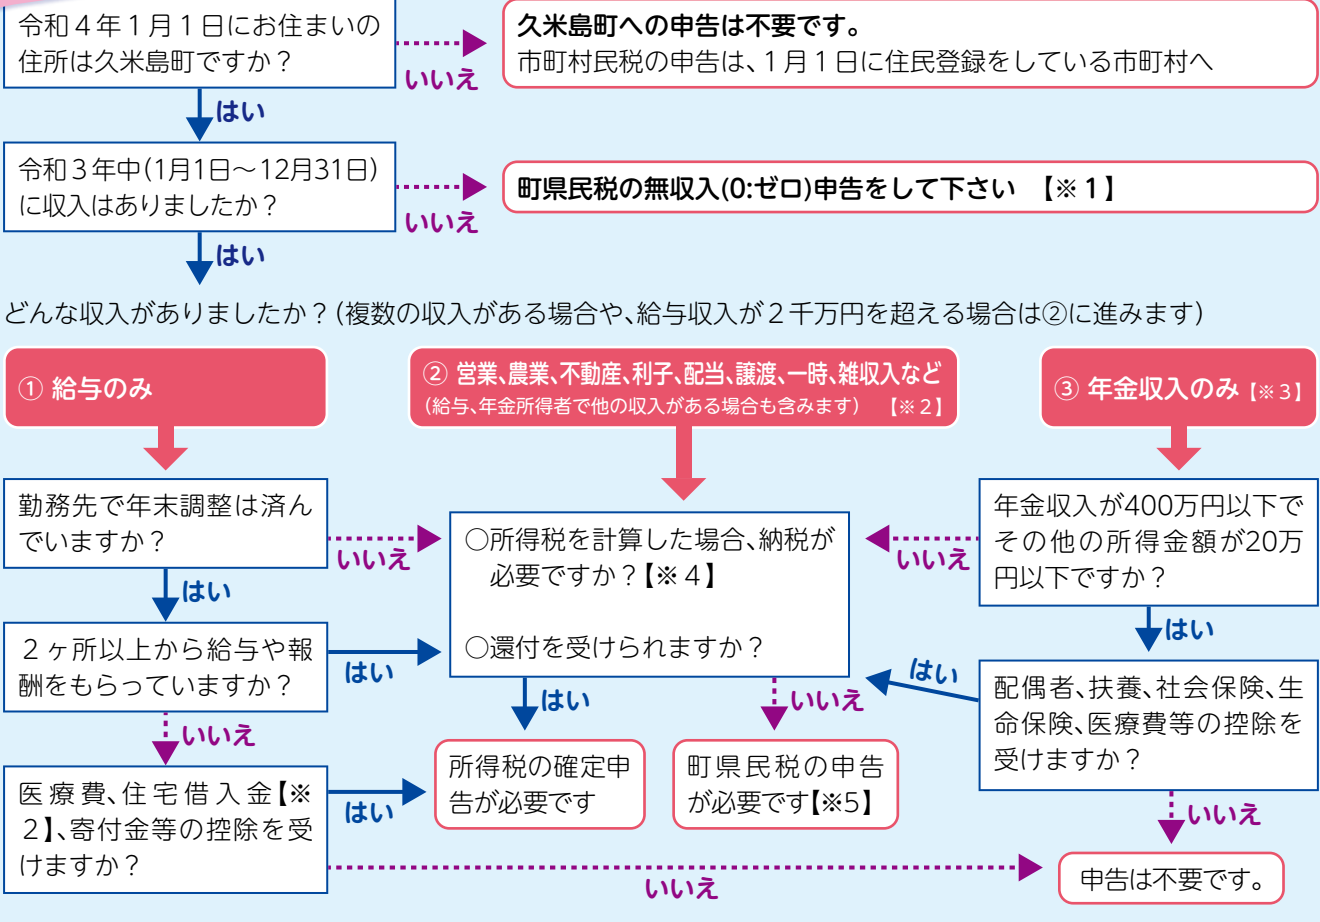 令和４年１月１日にお住まいの
住所は久米島町ですか？
いいえ
久米島町への申告は不要です。
市町村民税の申告は、１月１日に住民登録をしている市町村へ
はい
令和３年中(1月1日～12月31日)
に収入はありましたか？
いいえ
町県民税の無収入(0:ゼロ)申告をして下さい 【※１】
はい
どんな収入がありましたか？(複数の収入がある場合や、給与収入が２千万円を超える場合は②に進みます)
① 給与のみ
② 営業、農業、不動産、利子、配当、譲渡、一時、雑収入など
(給与、年金所得者で他の収入がある場合も含みます) 【※２】
③ 年金収入のみ【※３】
勤務先で年末調整は済ん
でいますか？
いいえ
はい
２ヶ所以上から給与や報
酬をもらっていますか？
はい
いいえ
医療費、住宅借入金【※
２】、寄付金等の控除を受
けますか？
はい
いいえ
○所得税を計算した場合、納税が
必要ですか？【※４】
○還付を受けられますか？
はい
いいえ
所得税の確定申
告が必要です
町県民税の申告
が必要です【※5】
年金収入が400万円以下で
その他の所得金額が20万
円以下ですか？
いいえ
はい
配偶者、扶養、社会保険、生
命保険、医療費等の控除を
受けますか？
はい
いいえ
申告は不要です。